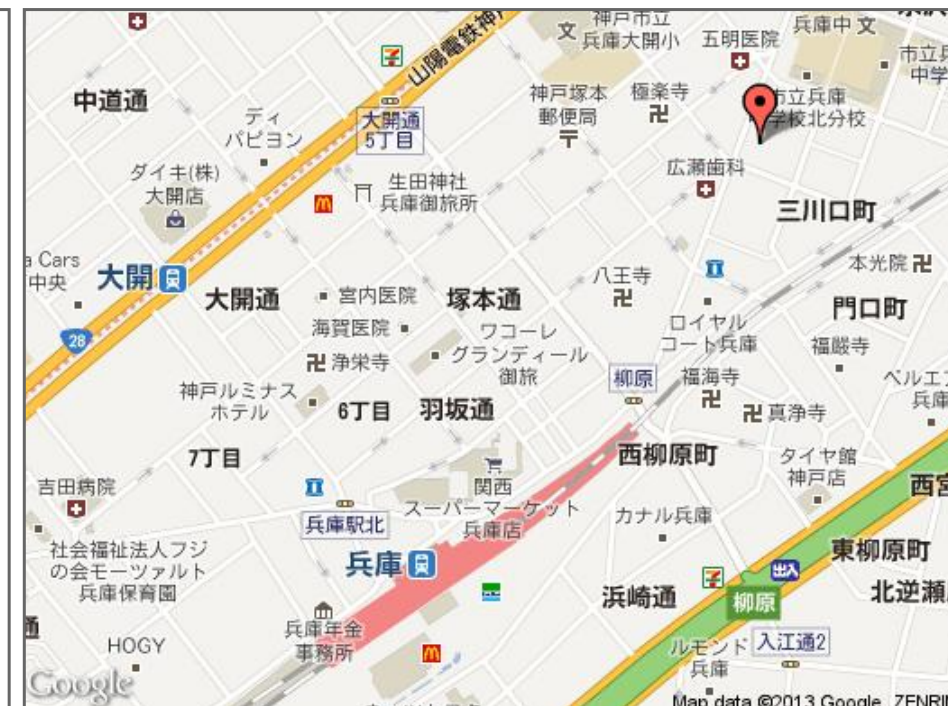 神戸市立
兵庫大開小
五明医院
兵庫中
市立兵
中学
山陽電鉄神戸
中道通
大開通
5丁目
神戸塚本
郵便局
極楽寺
市立兵庫
学校北分校
ディ
パピヨン
ダイキ(株)
大開店
生田神社
兵庫御旅所
広瀬歯科
三川口町
a Cars
中央
大開
大開通
宮内医院
塚本通
八王寺
本光院
門口町
28
海賀医院
ワコーレ
グランディール
御旅
ロイヤル
コート兵庫
福厳寺
浄栄寺
柳原
福海寺
ベルエ
兵庫
神戸ルミナス
ホテル
6丁目
羽坂通
真浄寺
7丁目
西柳原町
タイヤ館
神戸店
西宮
吉田病院
関西
スーパーマーケット
兵庫店
カナル兵庫
兵庫駅北
社会福祉法人フジ
の会モーツァルト
兵庫保育園
兵庫
出入
東柳原町
浜崎通
柳原
北逆瀬
通
兵庫年金
事務所
HOGY
ルモンド
兵庫
入江通2
Google
Map data ©2013 Google, ZENRI